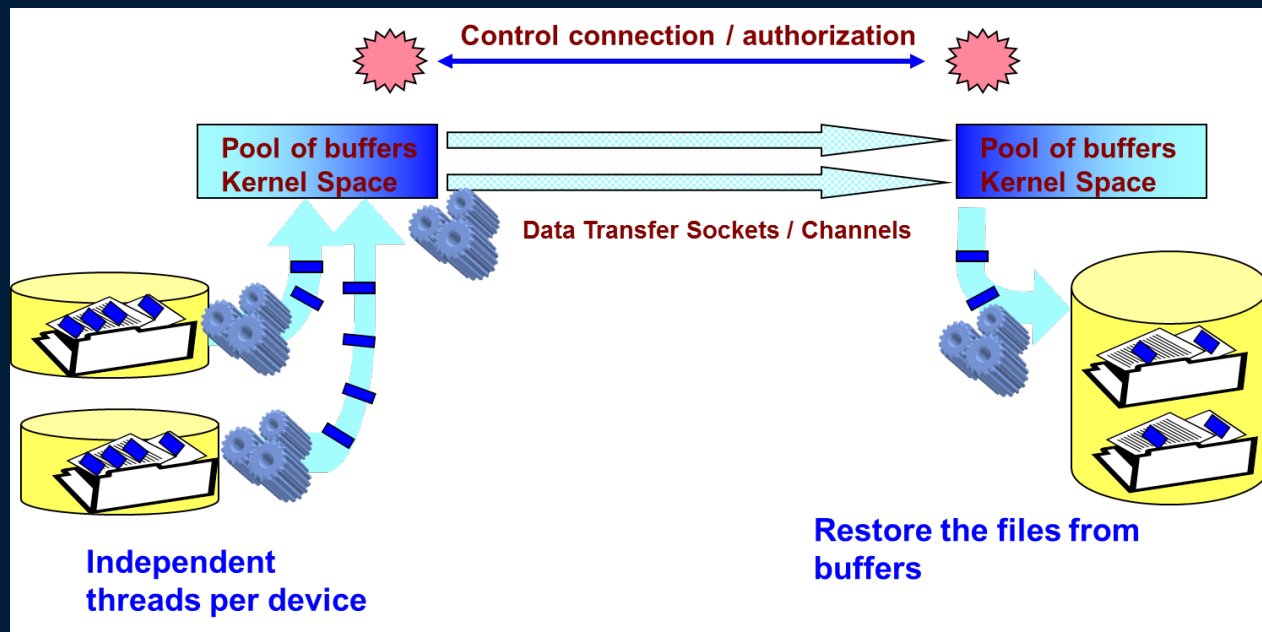 Control connection / authorization
Pool of buffers
Kernel Space
Pool of buffers
Kernel Space
Data Transfer Sockets / Channels
Independent
threads per device
Restore the files from
buffers